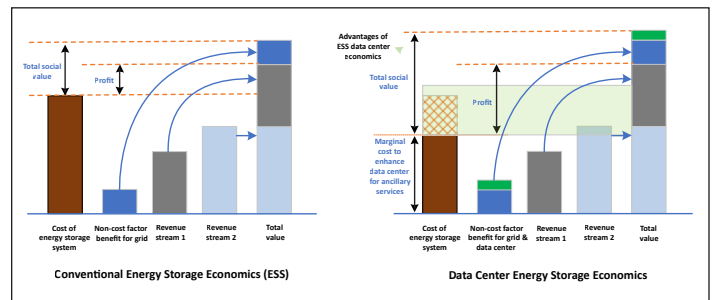 Total social
value
Profit
Cost of
energy storage
system
Non-cost factor
benefit for grid
Revenue
stream 1
Revenue
stream 2
Total
value
Conventional Energy Storage Economics (ESS)
Advantages of
ESS data center
economics
Total social
value
Profit
Marginal cost to
enhance data center
for ancillary
services
Cost of
energy storage
system
Non-cost factor
benefit for grid &
data center
Revenue
stream 1
Revenue
stream 2
Total
value
Data Center Energy Storage Economics